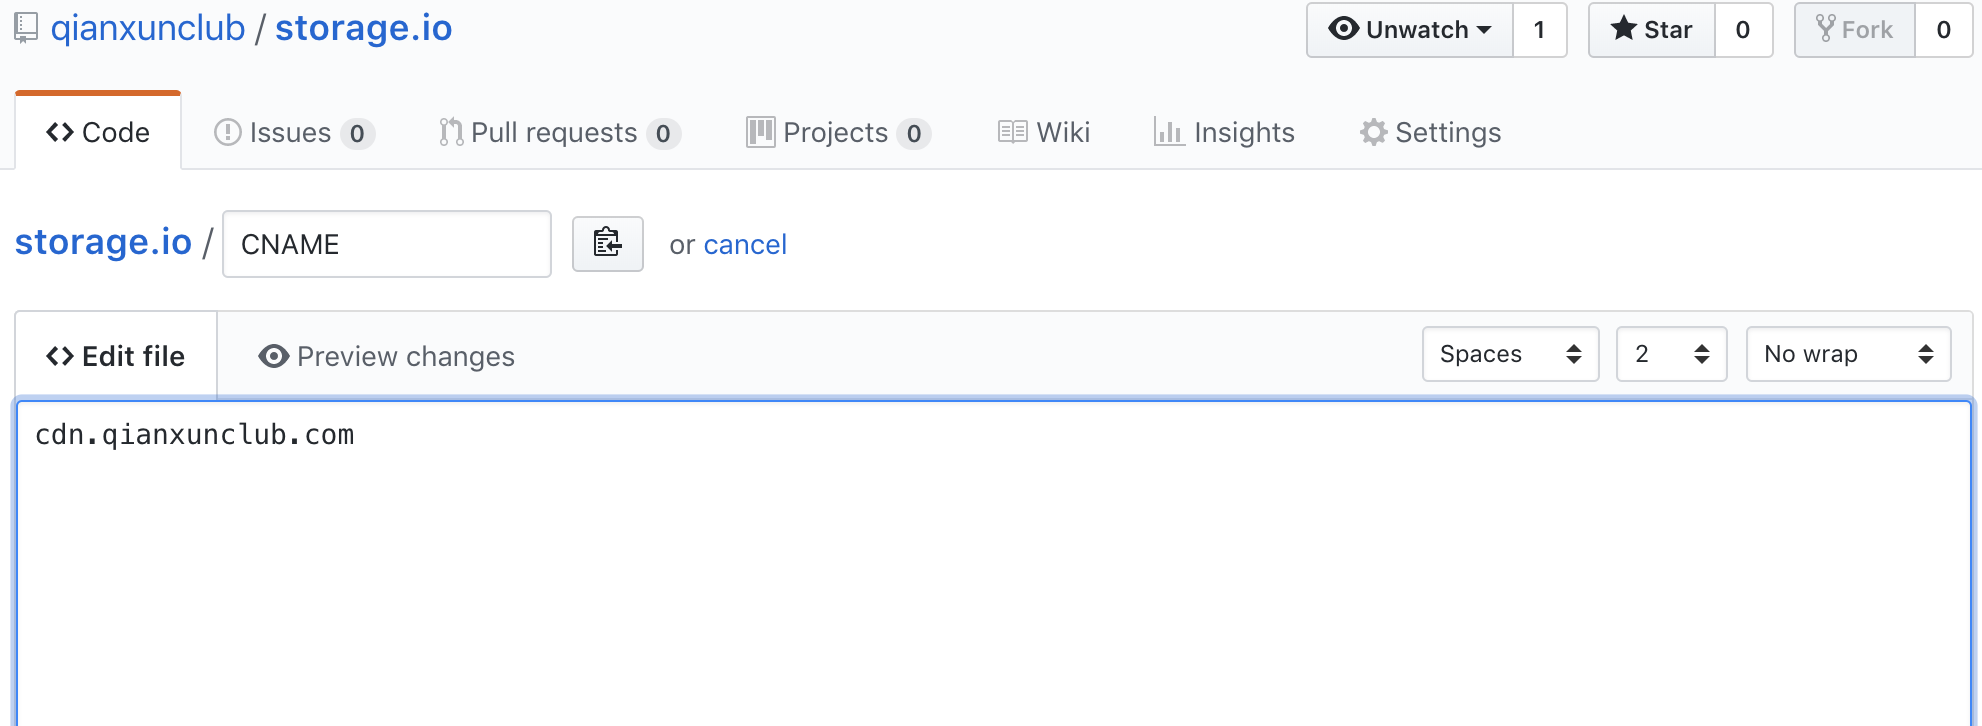 qianxunclub / storage.io Unwatch 1 Star 0 Fork 0
Code Issues 0 Pull requests 0 Projects 0 Wiki Insights Settings
storage.io / CNAME or cancel
Edit file Preview changes Spaces 2 No wrap
cdn.qianxunclub.com